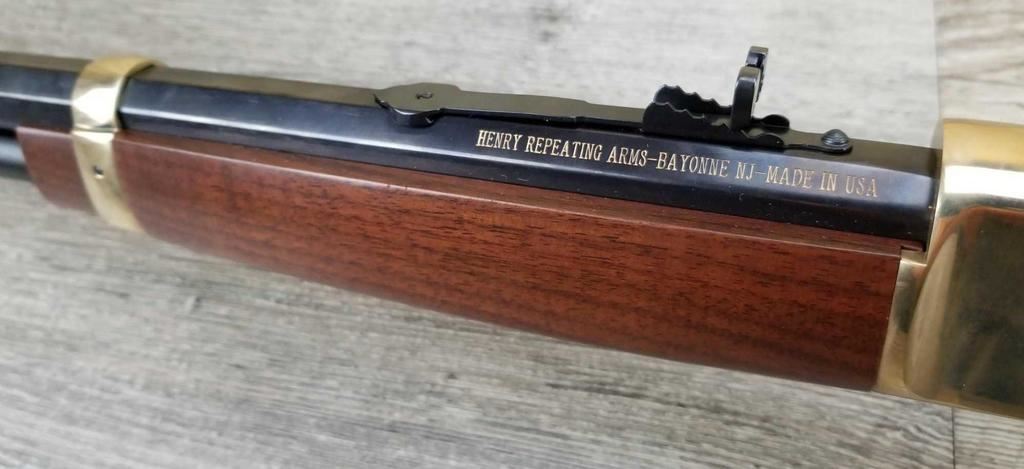 HENRY REPEATING ARMS-BAYONNE NJ-MADE IN USA